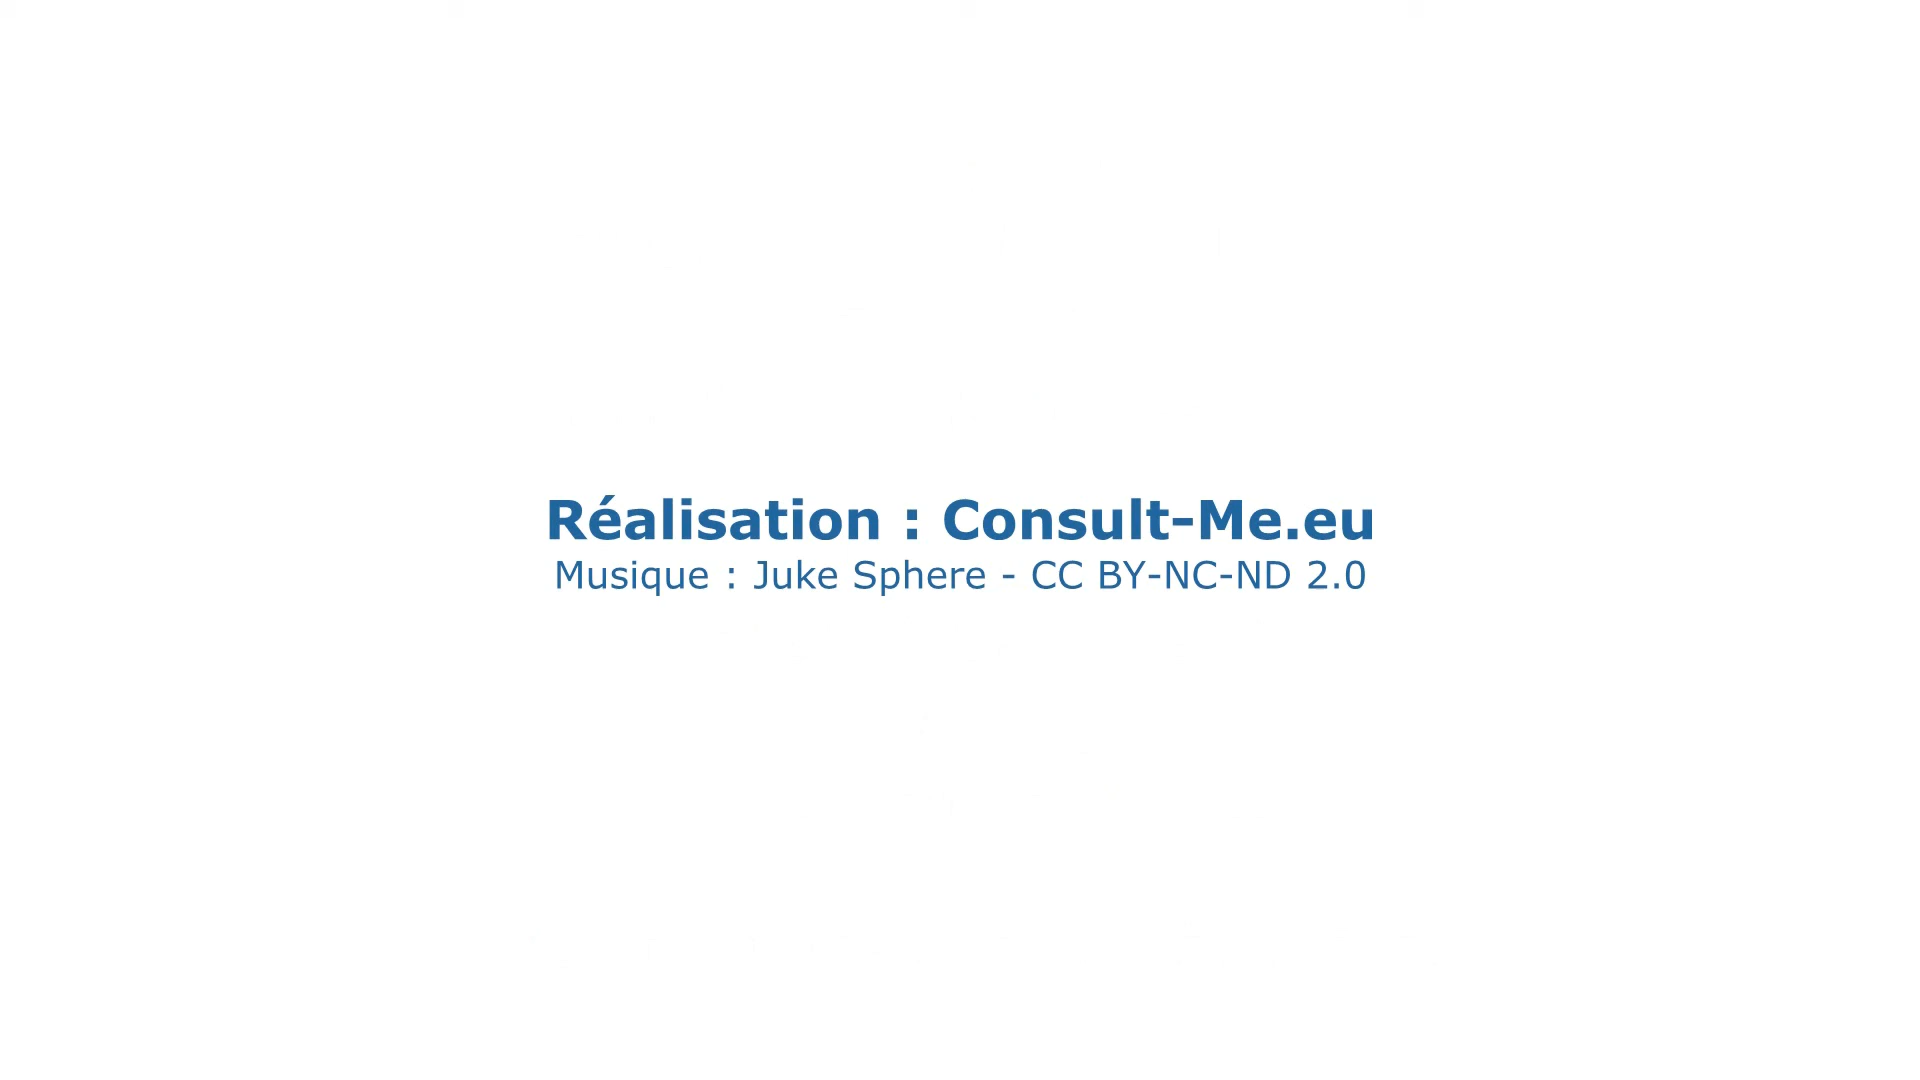 Réalisation : Consult-Me.eu
Musique : Juke Sphere - CC BY-NC-ND 2.0